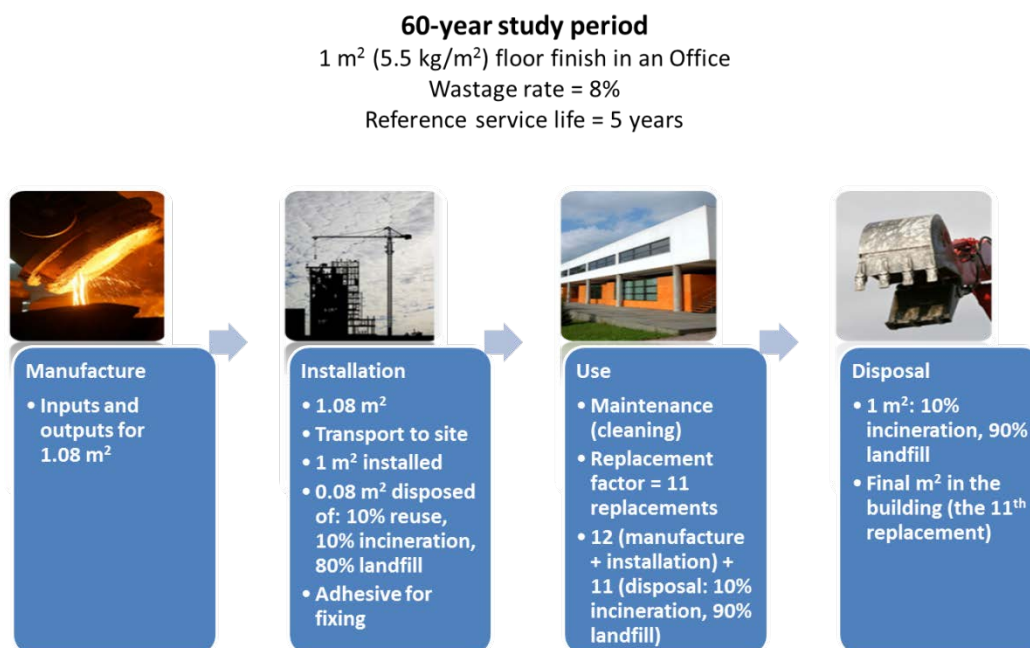 60-year study period
1 m² (5.5 kg/m²) floor finish in an Office
Wastage rate = 8%
Reference service life = 5 years
Manufacture
• Inputs and
outputs for
1.08 m²
Installation
• 1.08 m²
• Transport to site
• 1 m² installed
• 0.08 m² disposed
of: 10% reuse,
10% incineration,
80% landfill
• Adhesive for
fixing
Use
• Maintenance
(cleaning)
• Replacement
factor = 11
replacements
• 12 (manufacture
+ installation) +
11 (disposal: 10%
incineration, 90%
landfill)
Disposal
• 1 m²: 10%
incineration, 90%
landfill
• Final m² in the
building (the 11ᵗʰ
replacement)